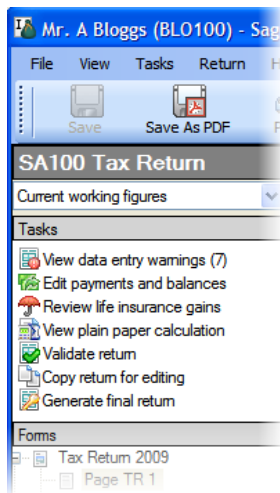 Mr. A Bloggs (BLO100) - Sag
File View Tasks Return H
Save Save As PDF P
SA100 Tax Return
Current working figures
Tasks
View data entry warnings (7)
Edit payments and balances
Review life insurance gains
View plain paper calculation
Validate return
Copy return for editing
Generate final return
Forms
Tax Return 2009
Page TR 1